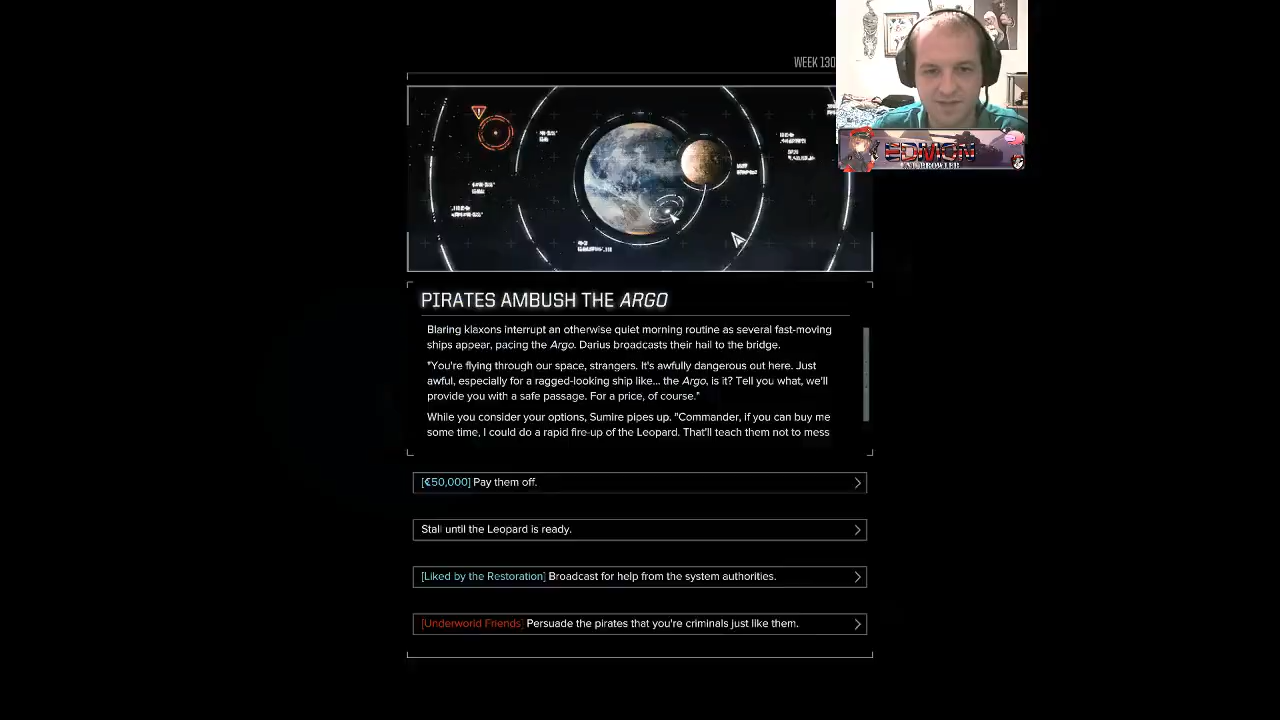 WEEK 130
EDMON
PIRATES AMBUSH THE ARGO
Blaring klaxons interrupt an otherwise quiet morning routine as several fast-moving
ships appear, pacing the Argo. Darius broadcasts their hail to the bridge.
"You're flying through our space, strangers. It's awfully dangerous out here. Just
awful, especially for a ragged-looking ship like... the Argo, is it? Tell you what, we'll
provide you with a safe passage. For a price, of course."
While you consider your options, Sumire pipes up. "Commander, if you can buy me
some time, I could do a rapid fire-up of the Leopard. That'll teach them not to mess
[₡50,000] Pay them off.
Stall until the Leopard is ready.
[Liked by the Restoration] Broadcast for help from the system authorities.
[Underworld Friends] Persuade the pirates that you're criminals just like them.